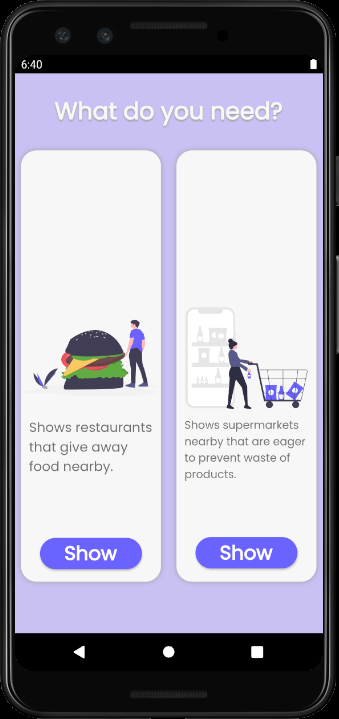 6:40
What do you need?
Shows restaurants
that give away
food nearby.
Show
Shows supermarkets
nearby that are eager
to prevent waste of
products.
Show